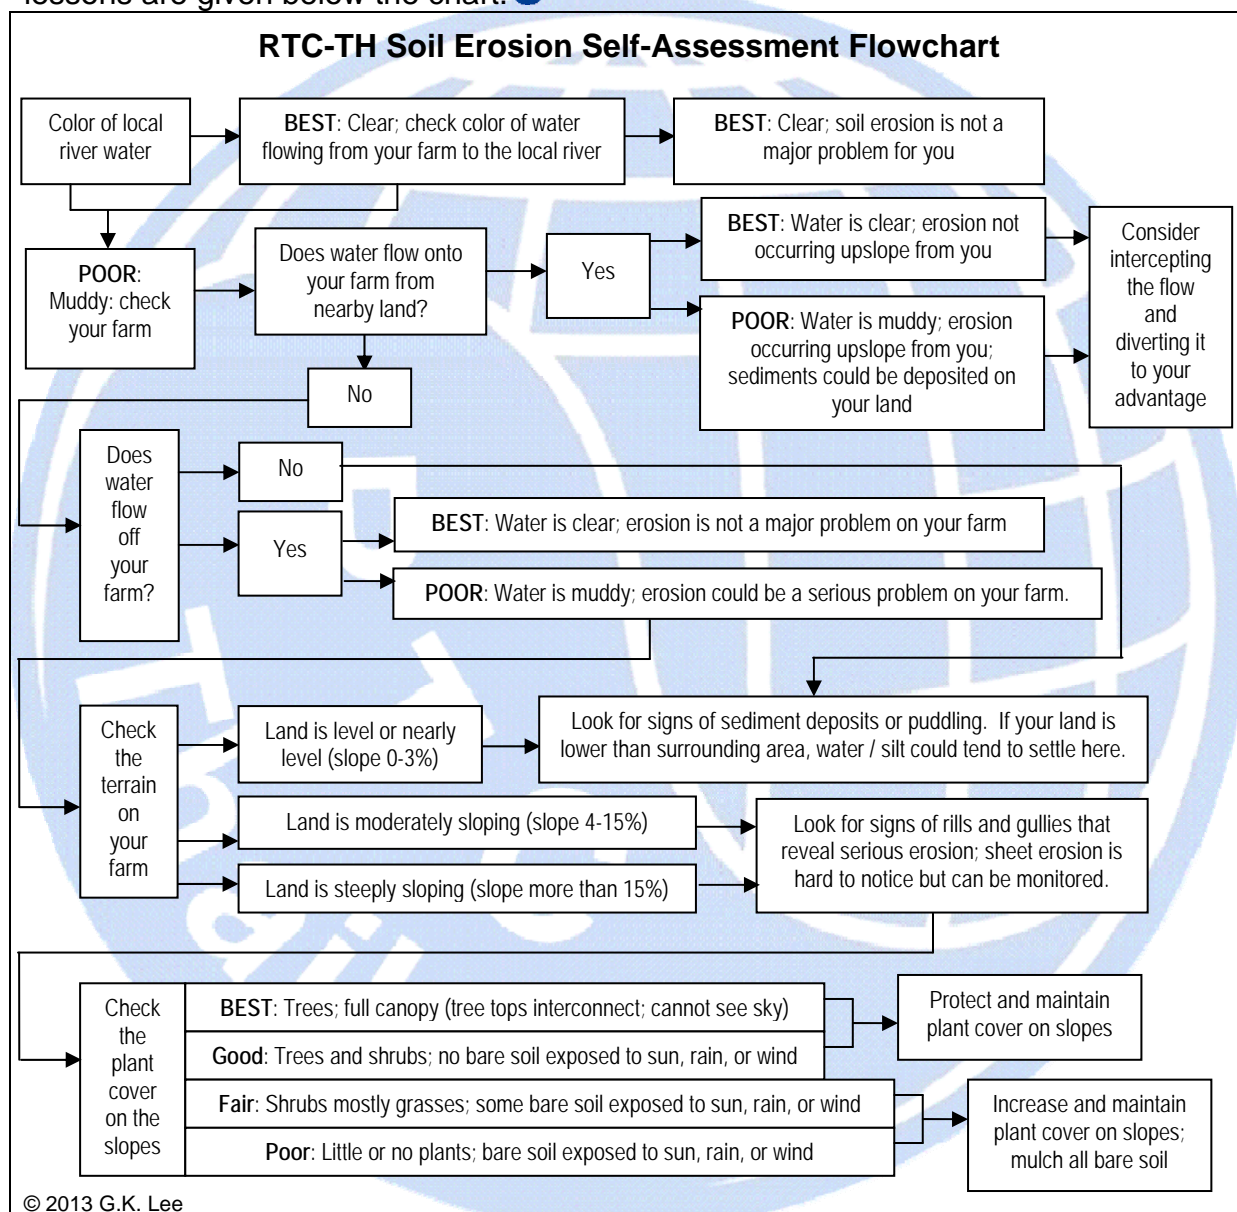 lessons are given below the chart.
RTC-TH Soil Erosion Self-Assessment Flowchart
Color of local
river water
BEST: Clear; check color of water
flowing from your farm to the local river
BEST: Clear; soil erosion is not a
major problem for you
POOR:
Muddy: check
your farm
Does water flow onto
your farm from
nearby land?
Yes
BEST: Water is clear; erosion not
occurring upslope from you
POOR: Water is muddy; erosion
occurring upslope from you;
sediments could be deposited on
your land
Consider
intercepting
the flow
and
diverting it
to your
advantage
No
Does
water
flow
off
your
farm?
No
Yes
BEST: Water is clear; erosion is not a major problem on your farm
POOR: Water is muddy; erosion could be a serious problem on your farm.
Check
the
terrain
on
your
farm
Land is level or nearly
level (slope 0-3%)
Look for signs of sediment deposits or puddling. If your land is
lower than surrounding area, water / silt could tend to settle here.
Land is moderately sloping (slope 4-15%)
Land is steeply sloping (slope more than 15%)
Look for signs of rills and gullies that
reveal serious erosion; sheet erosion is
hard to notice but can be monitored.
Check
the
plant
cover
on the
slopes
BEST: Trees; full canopy (tree tops interconnect; cannot see sky)
Good: Trees and shrubs; no bare soil exposed to sun, rain, or wind
Fair: Shrubs mostly grasses; some bare soil exposed to sun, rain, or wind
Poor: Little or no plants; bare soil exposed to sun, rain, or wind
Protect and maintain
plant cover on slopes
Increase and maintain
plant cover on slopes;
mulch all bare soil
© 2013 G.K. Lee